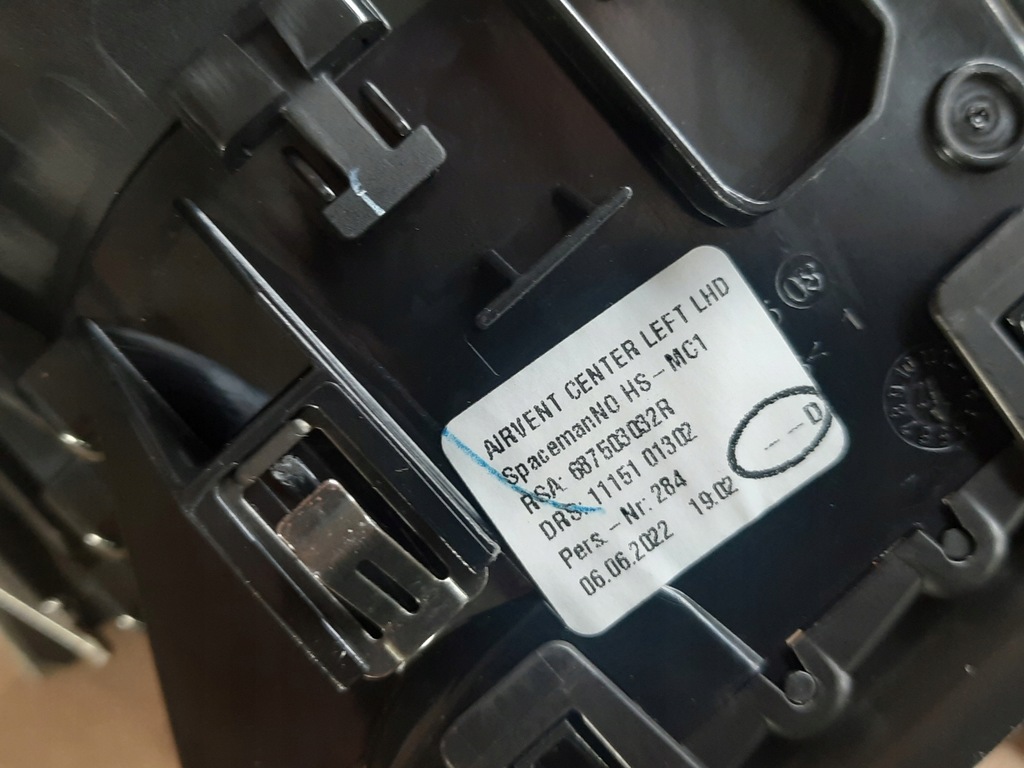 AIRVENT CENTER LEFT LHD
SpacemanNO HS-MC1
RSA: 687503032R
DRS: 11151 01302
Pers.-Nr: 284
06.06.2022 19:02
--D